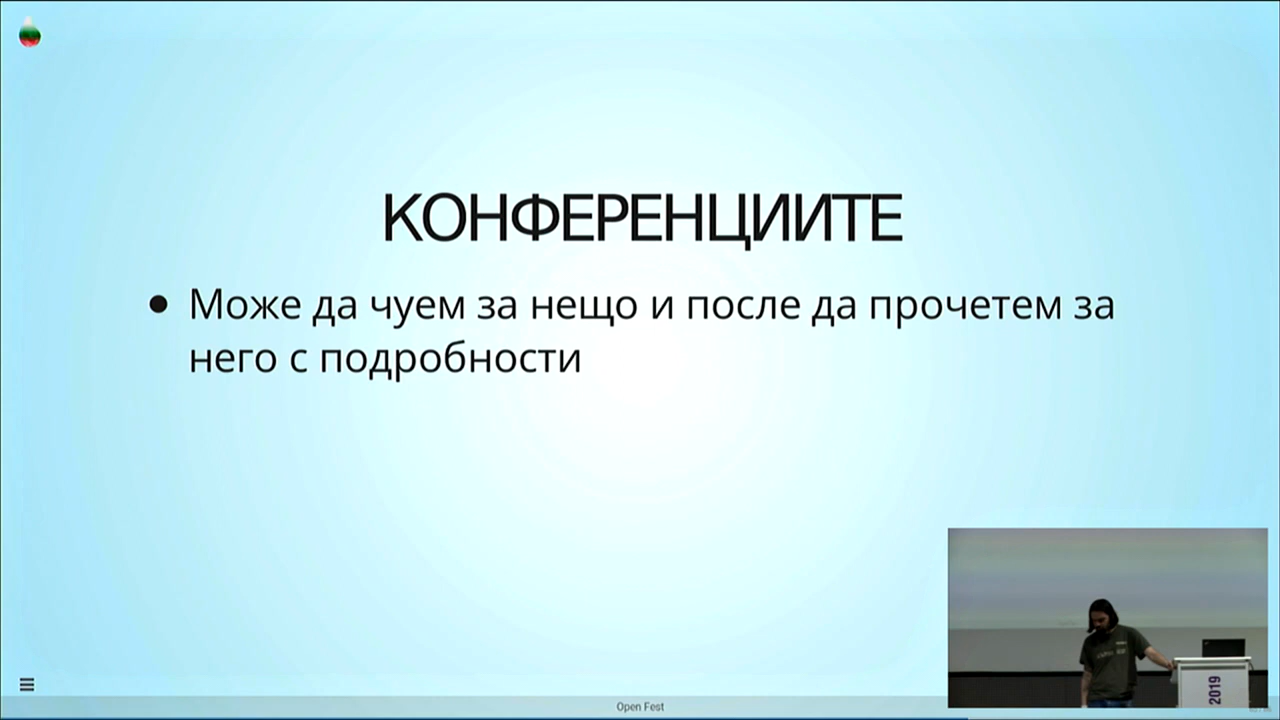 КОНФЕРЕНЦИИТЕ
• Може да чуем за нещо и после да прочетем за
него с подробности
Open Fest
2019